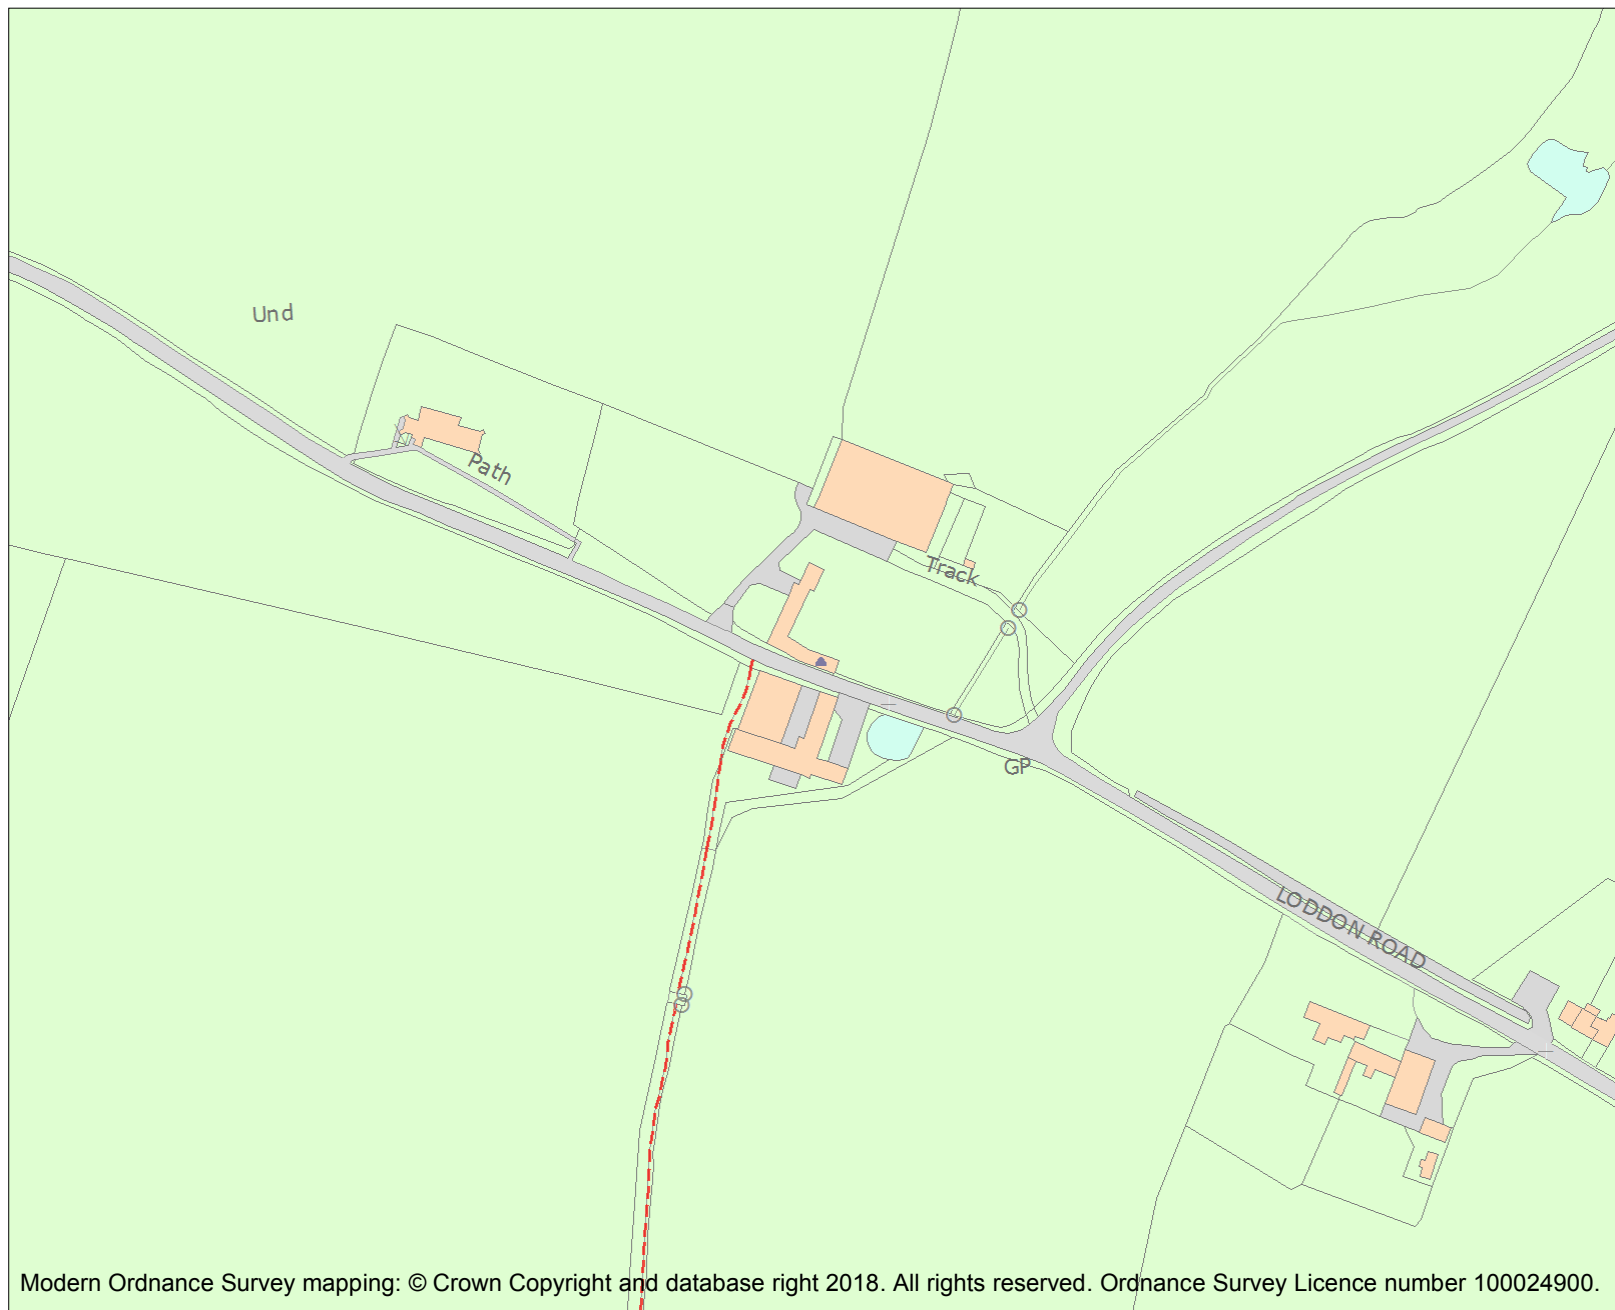 Und
Path
Track
GP
LODDON ROAD
Modern Ordnance Survey mapping: © Crown Copyright and database right 2018. All rights reserved. Ordnance Survey Licence number 100024900.